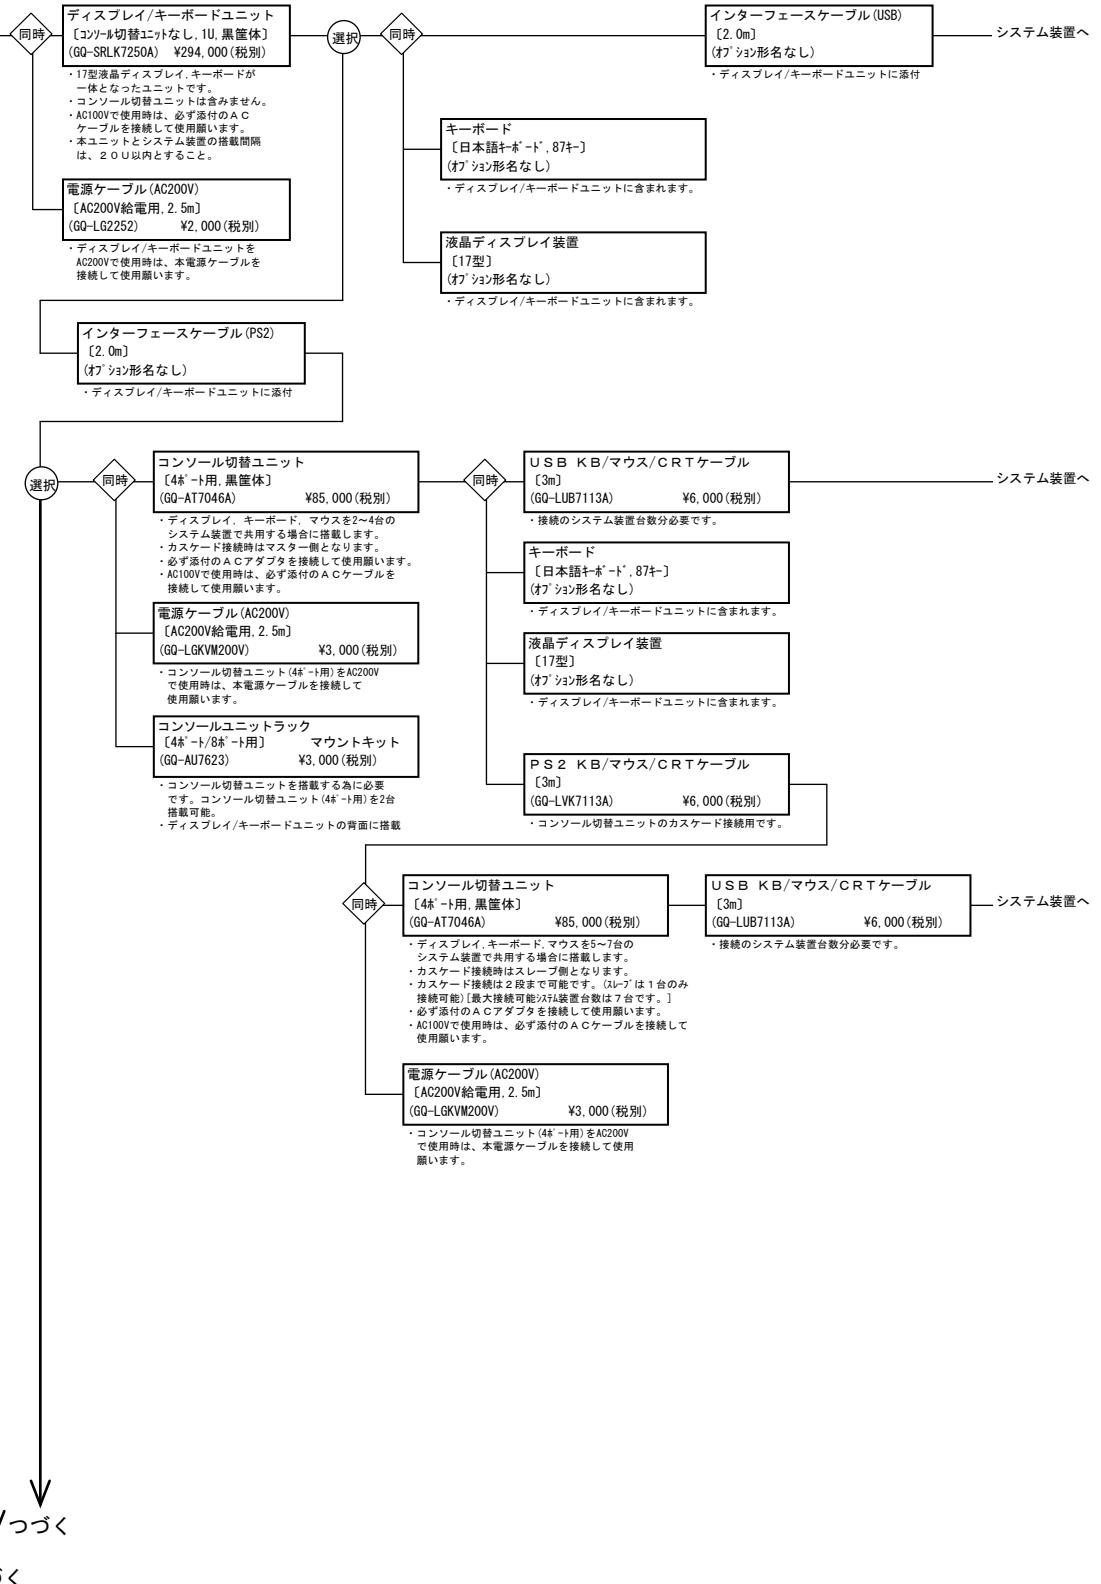 同時
ディスプレイ/キーボードユニット
〔コンソール切替ユニットなし,1U,黒筐体〕
(GQ-SRLK7250A) ¥294,000(税別)
・17型液晶ディスプレイ,キーボードが
一体となったユニットです。
・コンソール切替ユニットは含みません。
・AC100Vで使用時は、必ず添付のAC
ケーブルを接続して使用願います。
・本ユニットとシステム装置の搭載間隔
は、20U以内とすること。
電源ケーブル(AC200V)
〔AC200V給電用,2.5m〕
(GQ-LG2252) ¥2,000(税別)
・ディスプレイ/キーボードユニットを
AC200Vで使用時は、本電源ケーブルを
接続して使用願います。
選択
同時
インターフェースケーブル(USB)
〔2.0m〕
(オプション形名なし)
・ディスプレイ/キーボードユニットに添付
システム装置へ
キーボード
〔日本語キーボード,87キー〕
(オプション形名なし)
・ディスプレイ/キーボードユニットに含まれます。
液晶ディスプレイ装置
〔17型〕
(オプション形名なし)
・ディスプレイ/キーボードユニットに含まれます。
インターフェースケーブル(PS2)
〔2.0m〕
(オプション形名なし)
・ディスプレイ/キーボードユニットに添付
選択
同時
コンソール切替ユニット
〔4ポート用,黒筐体〕
(GQ-AT7046A) ¥85,000(税別)
・ディスプレイ, キーボード, マウスを2~4台の
システム装置で共用する場合に搭載します。
・カスケード接続時はマスター側となります。
・必ず添付のACアダプタを接続して使用願います。
・AC100Vで使用時は、必ず添付のACケーブルを
接続して使用願います。
電源ケーブル(AC200V)
〔AC200V給電用,2.5m〕
(GQ-LGKVM200V) ¥3,000(税別)
・コンソール切替ユニット(4ポート用)をAC200V
で使用時は、本電源ケーブルを接続して
使用願います。
コンソールユニットラック
〔4ポート/8ポート用〕 マウントキット
(GQ-AU7623) ¥3,000(税別)
・コンソール切替ユニットを搭載する為に必要
です。コンソール切替ユニット(4ポート用)を2台
搭載可能。
・ディスプレイ/キーボードユニットの背面に搭載
同時
USB KB/マウス/CRTケーブル
〔3m〕
(GQ-LUB7113A) ¥6,000(税別)
・接続のシステム装置台数分必要です。
システム装置へ
キーボード
〔日本語キーボード,87キー〕
(オプション形名なし)
・ディスプレイ/キーボードユニットに含まれます。
液晶ディスプレイ装置
〔17型〕
(オプション形名なし)
・ディスプレイ/キーボードユニットに含まれます。
PS2 KB/マウス/CRTケーブル
〔3m〕
(GQ-LVK7113A) ¥6,000(税別)
・コンソール切替ユニットのカスケード接続用です。
同時
コンソール切替ユニット
〔4ポート用,黒筐体〕
(GQ-AT7046A) ¥85,000(税別)
・ディスプレイ,キーボード,マウスを5~7台の
システム装置で共用する場合に搭載します。
・カスケード接続時はスレーブ側となります。
・カスケード接続は2段まで可能です。(スレーブは1台のみ
接続可能)[最大接続可能システム装置台数は7台です。]
・必ず添付のACアダプタを接続して使用願います。
・AC100Vで使用時は、必ず添付のACケーブルを接続して
使用願います。
USB KB/マウス/CRTケーブル
〔3m〕
(GQ-LUB7113A) ¥6,000(税別)
・接続のシステム装置台数分必要です。
システム装置へ
電源ケーブル(AC200V)
〔AC200V給電用,2.5m〕
(GQ-LGKVM200V) ¥3,000(税別)
・コンソール切替ユニット(4ポート用)をAC200V
で使用時は、本電源ケーブルを接続して使用
願います。
つづく
づく